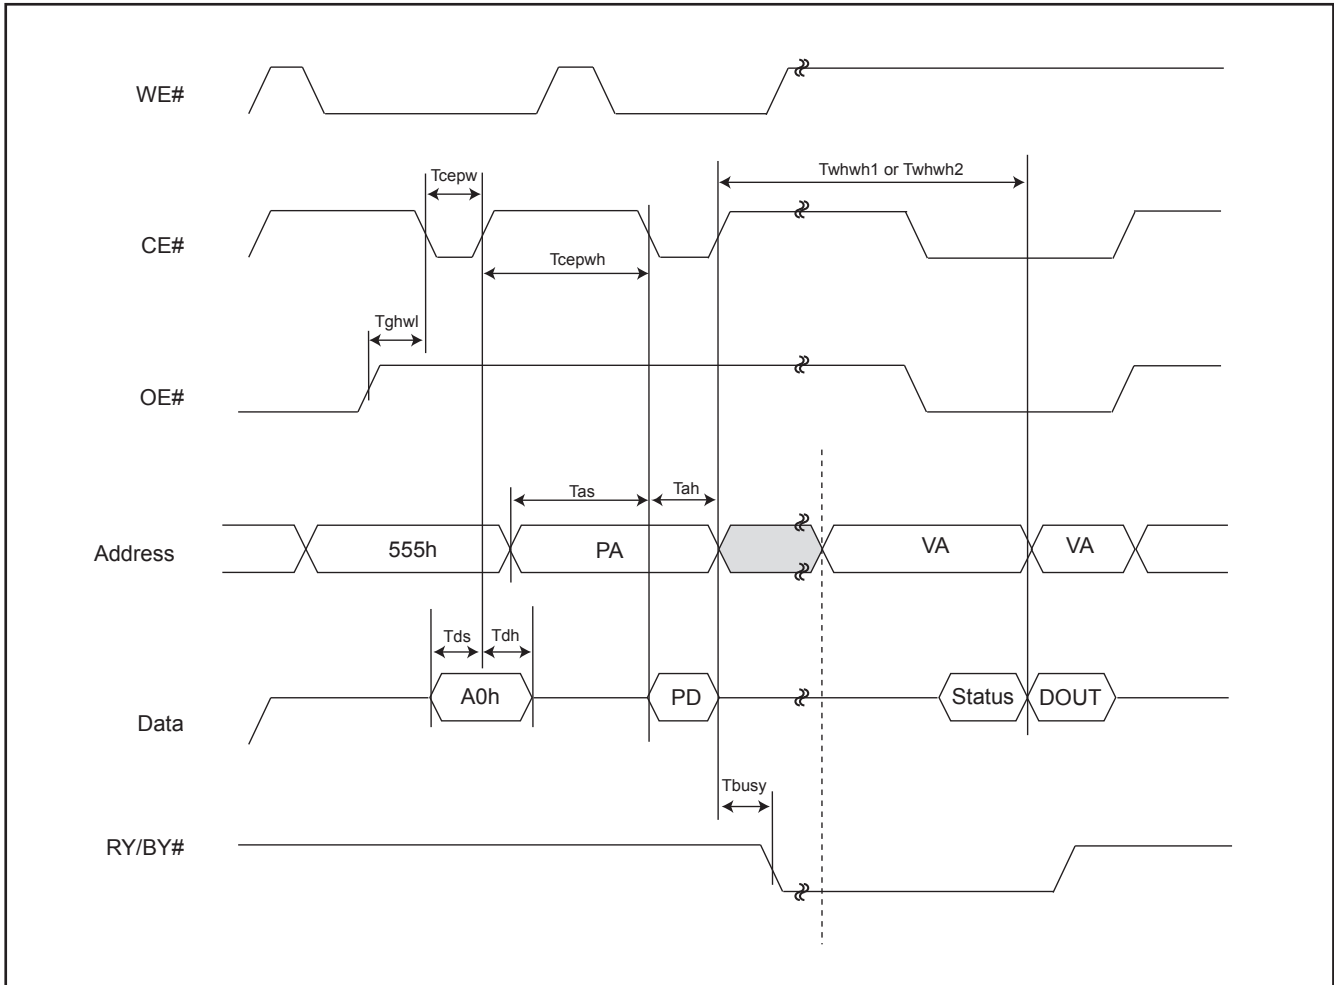 WE#
Twhwh1 or Twhwh2
Tcepw
CE#
Tcepwh
Tghwl
OE#
Tas
Tah
Address
555h
PA
VA
VA
Tds
Tdh
Data
A0h
PD
Status
DOUT
Tbusy
RY/BY#